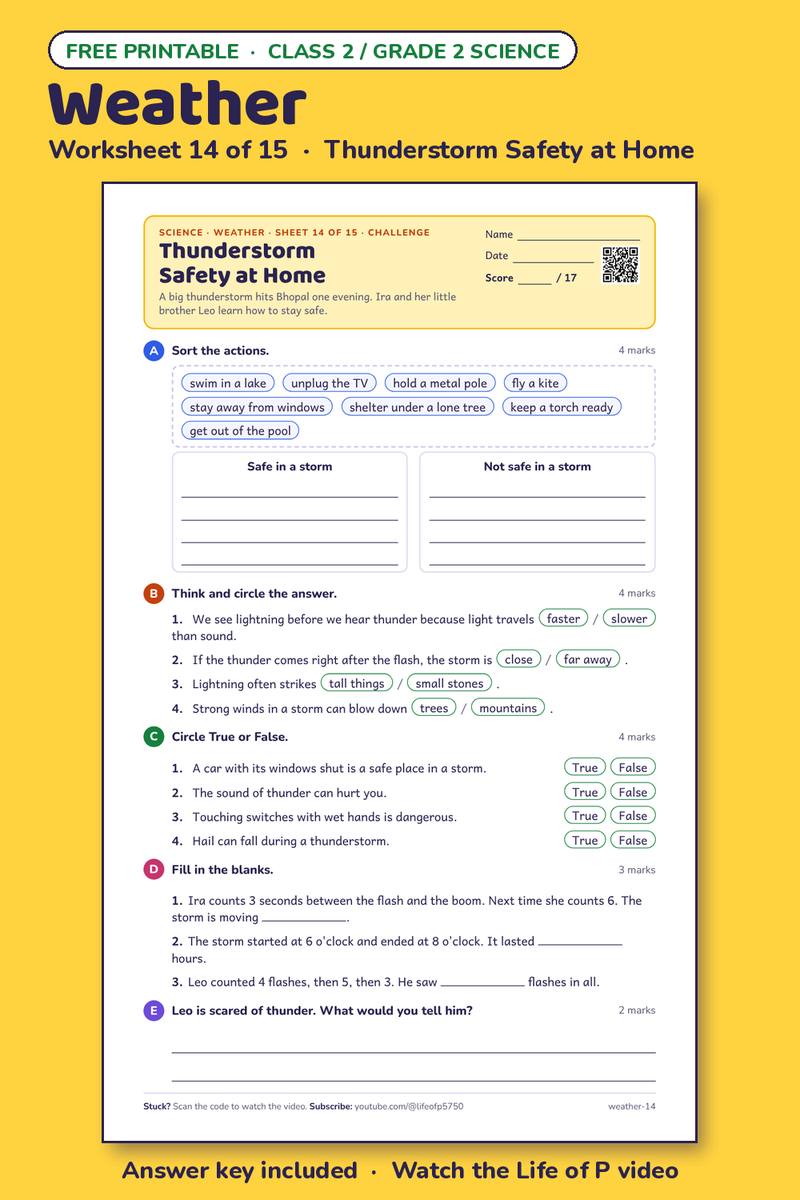 FREE PRINTABLE · CLASS 2 / GRADE 2 SCIENCE
Weather
Worksheet 14 of 15 · Thunderstorm Safety at Home
SCIENCE · WEATHER · SHEET 14 OF 15 · CHALLENGE
Thunderstorm
Safety at Home
A big thunderstorm hits Bhopal one evening. Ira and her little
brother Leo learn how to stay safe.
Name
Date
Score / 17
A Sort the actions. 4 marks
swim in a lake unplug the TV hold a metal pole fly a kite
stay away from windows shelter under a lone tree keep a torch ready
get out of the pool
Safe in a storm Not safe in a storm
B Think and circle the answer. 4 marks
1. We see lightning before we hear thunder because light travels faster / slower
than sound.
2. If the thunder comes right after the flash, the storm is close / far away .
3. Lightning often strikes tall things / small stones .
4. Strong winds in a storm can blow down trees / mountains .
C Circle True or False. 4 marks
1. A car with its windows shut is a safe place in a storm. True False
2. The sound of thunder can hurt you. True False
3. Touching switches with wet hands is dangerous. True False
4. Hail can fall during a thunderstorm. True False
D Fill in the blanks. 3 marks
1. Ira counts 3 seconds between the flash and the boom. Next time she counts 6. The
storm is moving ____________.
2. The storm started at 6 o'clock and ended at 8 o'clock. It lasted ____________
hours.
3. Leo counted 4 flashes, then 5, then 3. He saw ____________ flashes in all.
E Leo is scared of thunder. What would you tell him? 2 marks
Stuck? Scan the code to watch the video. Subscribe: youtube.com/@lifeofp5750 weather-14
Answer key included · Watch the Life of P video